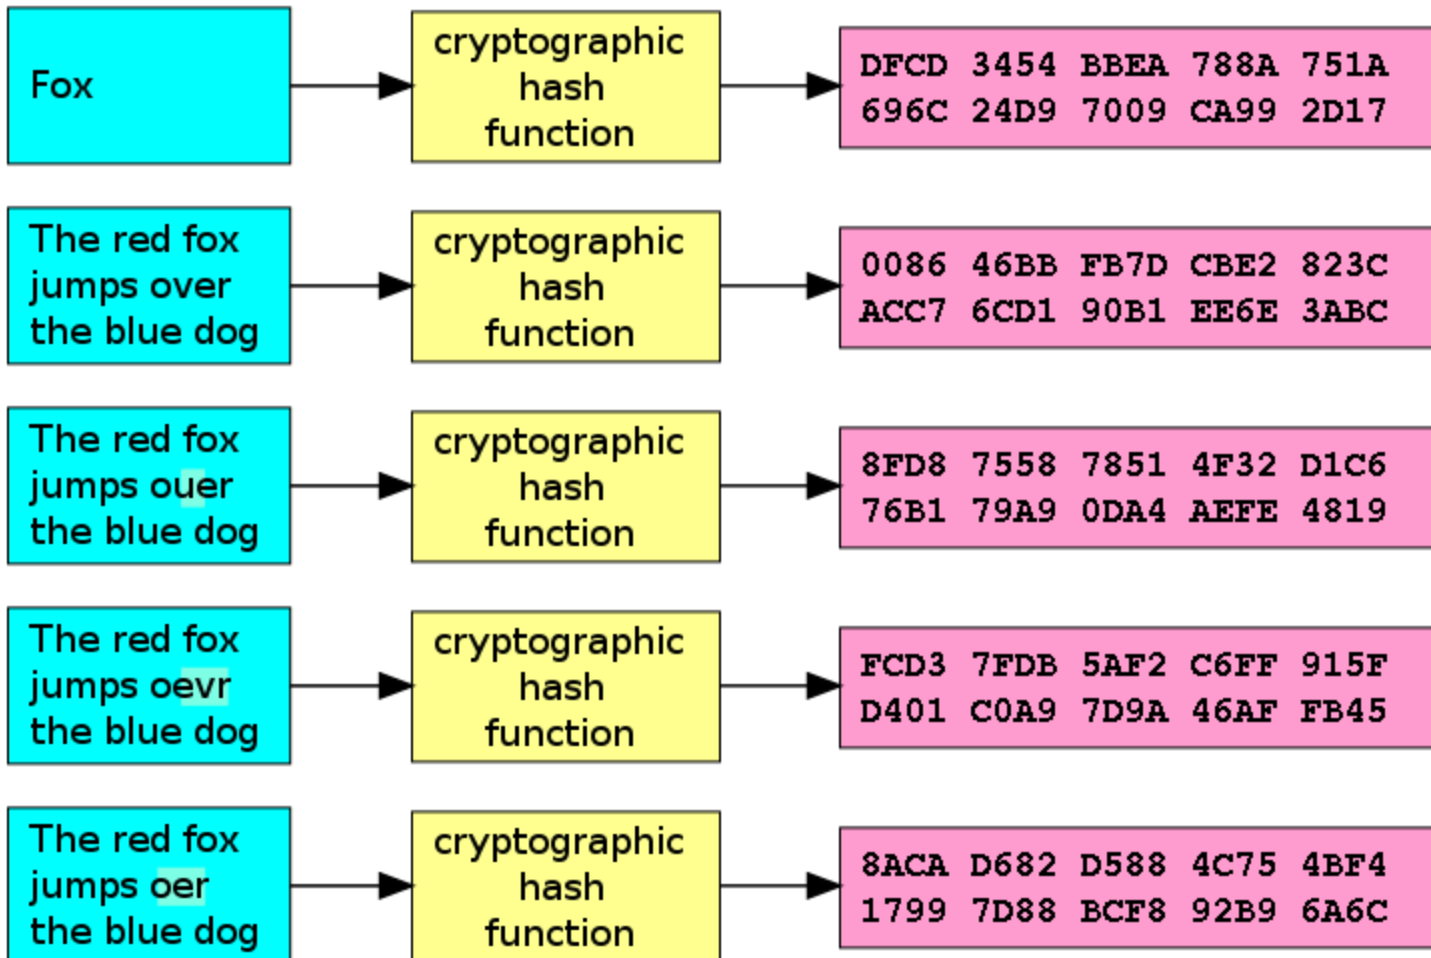 Fox
cryptographic
hash
function
DFCD 3454 BBEA 788A 751A
696C 24D9 7009 CA99 2D17
The red fox
jumps over
the blue dog
cryptographic
hash
function
0086 46BB FB7D CBE2 823C
ACC7 6CD1 90B1 EE6E 3ABC
The red fox
jumps ouer
the blue dog
cryptographic
hash
function
8FD8 7558 7851 4F32 D1C6
76B1 79A9 0DA4 AEFE 4819
The red fox
jumps oevr
the blue dog
cryptographic
hash
function
FCD3 7FDB 5AF2 C6FF 915F
D401 C0A9 7D9A 46AF FB45
The red fox
jumps oer
the blue dog
cryptographic
hash
function
8ACA D682 D588 4C75 4BF4
1799 7D88 BCF8 92B9 6A6C